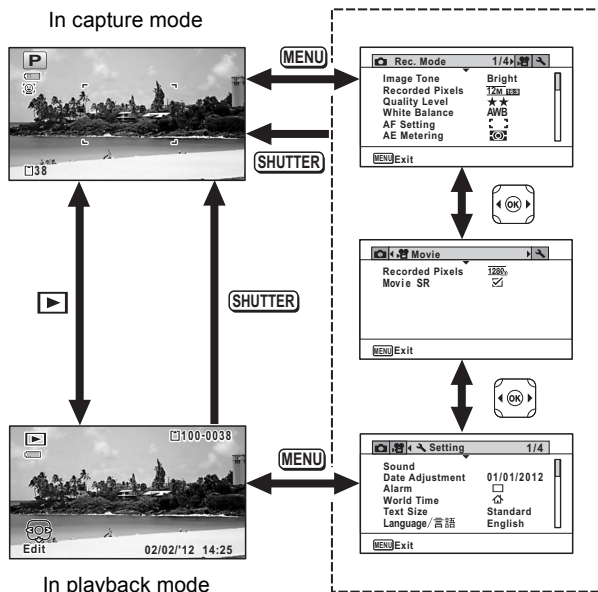 In capture mode
P
38
MENU
SHUTTER
Rec. Mode 1/4
Image Tone Bright
Recorded Pixels 12M 16:9
Quality Level ★★
White Balance AWB
AF Setting
AE Metering
MENU Exit
OK
Movie
Recorded Pixels 1280
Movie SR ☑
MENU Exit
SHUTTER
OK
100-0038
Edit 02/02/'12 14:25
MENU
Setting 1/4
Sound
Date Adjustment 01/01/2012
Alarm □
World Time
Text Size Standard
Language/言語 English
MENU Exit
In playback mode